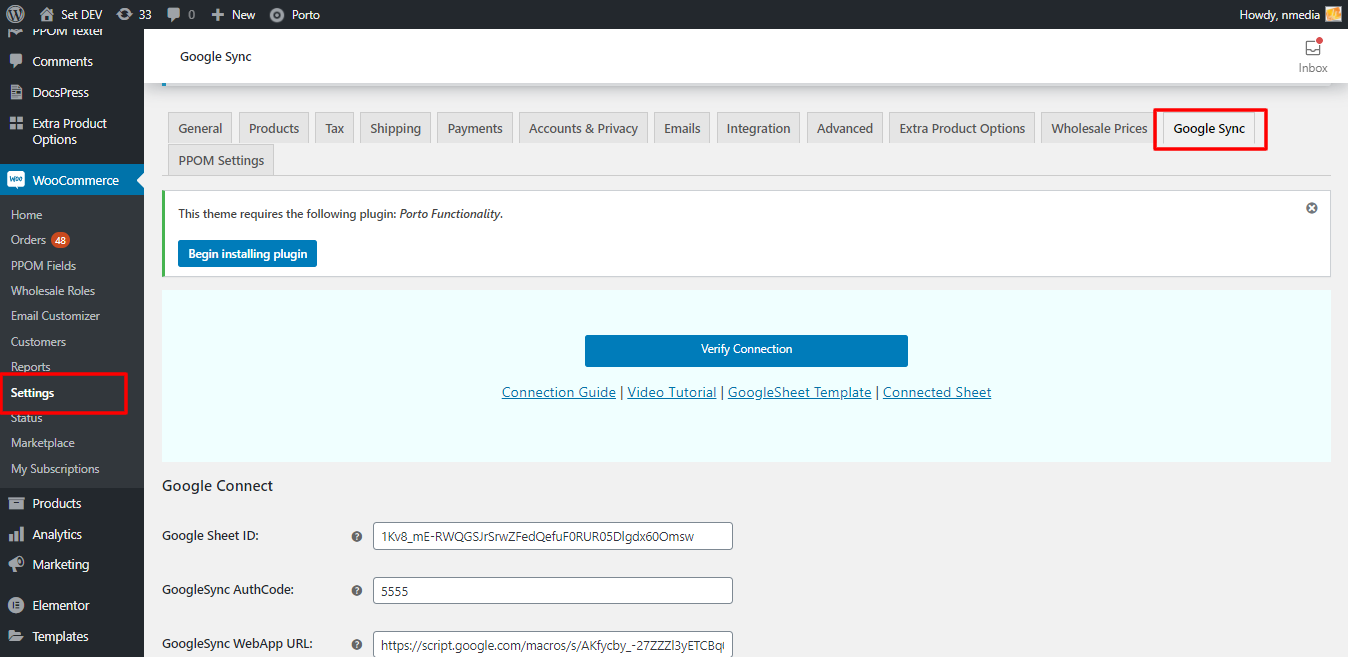 Set DEV 33 0 New Porto Howdy, nmedia
PPOM Texter
Comments
DocsPress
Extra Product
Options
WooCommerce
Home
Orders 48
PPOM Fields
Wholesale Roles
Email Customizer
Customers
Reports
Settings
Status
Marketplace
My Subscriptions
Products
Analytics
Marketing
Elementor
Templates
Google Sync
Inbox
General Products Tax Shipping Payments Accounts & Privacy Emails Integration Advanced Extra Product Options Wholesale Prices Google Sync
PPOM Settings
This theme requires the following plugin: Porto Functionality.
Begin installing plugin
Verify Connection
Connection Guide | Video Tutorial | GoogleSheet Template | Connected Sheet
Google Connect
Google Sheet ID: 1Kv8_mE-RWQGSJrSrwZFedQefuF0RUR05Dlgdx60Omsw
GoogleSync AuthCode: 5555
GoogleSync WebApp URL: https://script.google.com/macros/s/AKfycby_-27ZZZl3yETCBq